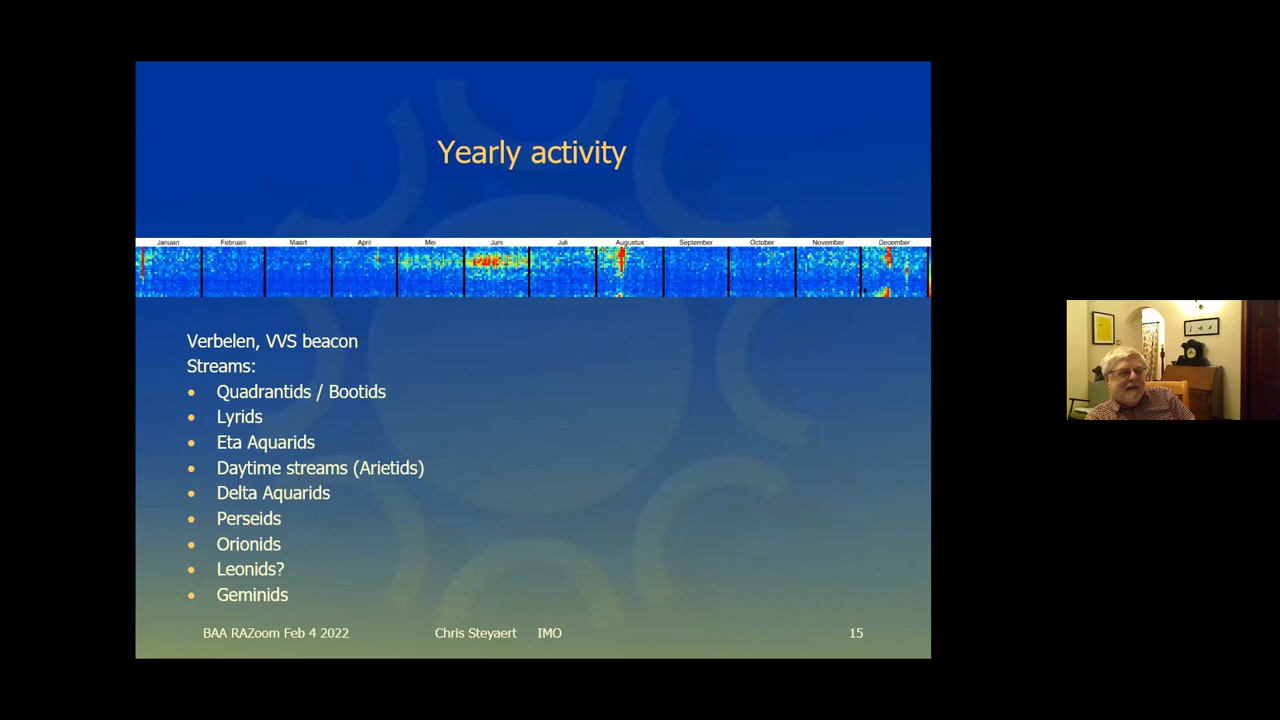 Yearly activity
Januari Februari Maart April Mei Juni Juli Augustus September October November December
Verbelen, VVS beacon
Streams:
• Quadrantids / Bootids
• Lyrids
• Eta Aquarids
• Daytime streams (Arietids)
• Delta Aquarids
• Perseids
• Orionids
• Leonids?
• Geminids
BAA RAZoom Feb 4 2022 Chris Steyaert IMO 15